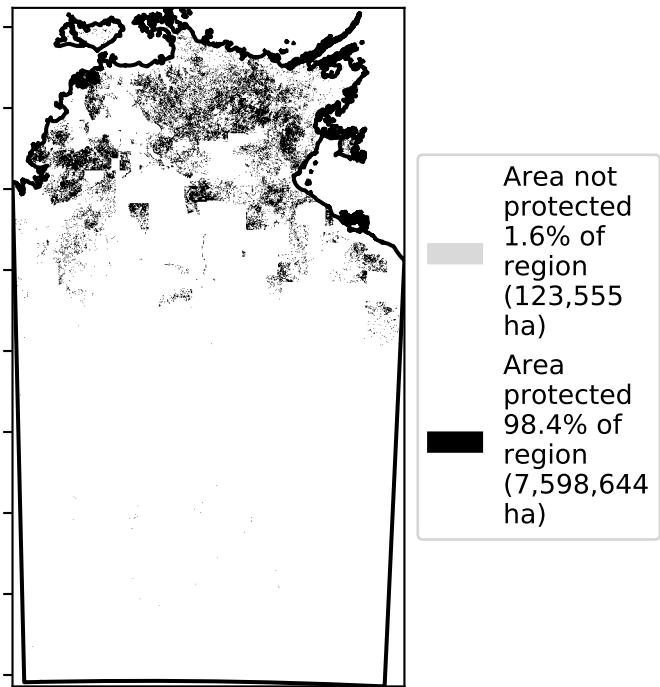 Area not
protected
1.6% of
region
(123,555
ha)
Area
protected
98.4% of
region
(7,598,644
ha)